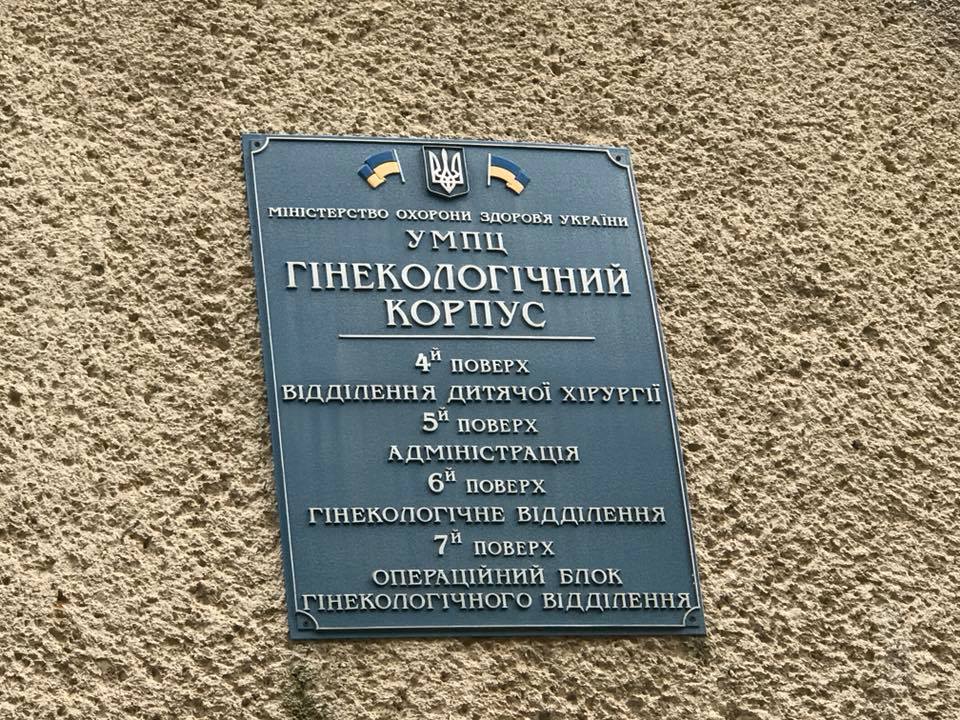 МІНІСТЕРСТВО ОХОРОНИ ЗДОРОВ'Я УКРАЇНИ
УМПЦ
ГІНЕКОЛОГІЧНИЙ
КОРПУС
4й ПОВЕРХ
ВІДДІЛЕННЯ ДИТЯЧОЇ ХІРУРГІЇ
5й ПОВЕРХ
АДМІНІСТРАЦІЯ
6й ПОВЕРХ
ГІНЕКОЛОГІЧНЕ ВІДДІЛЕННЯ
7й ПОВЕРХ
ОПЕРАЦІЙНИЙ БЛОК
ГІНЕКОЛОГІЧНОГО ВІДДІЛЕННЯ